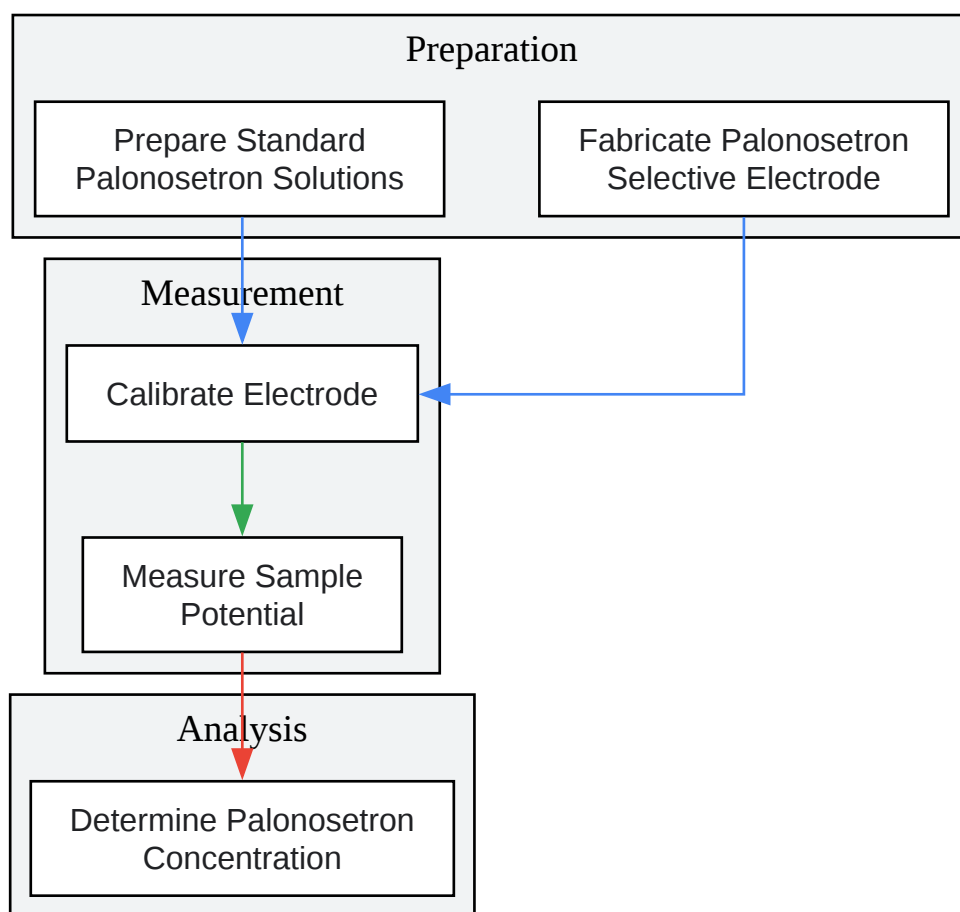 Preparation
Prepare Standard
Palonosetron Solutions
Fabricate Palonosetron
Selective Electrode
Measurement
Calibrate Electrode
Measure Sample
Potential
Analysis
Determine Palonosetron
Concentration